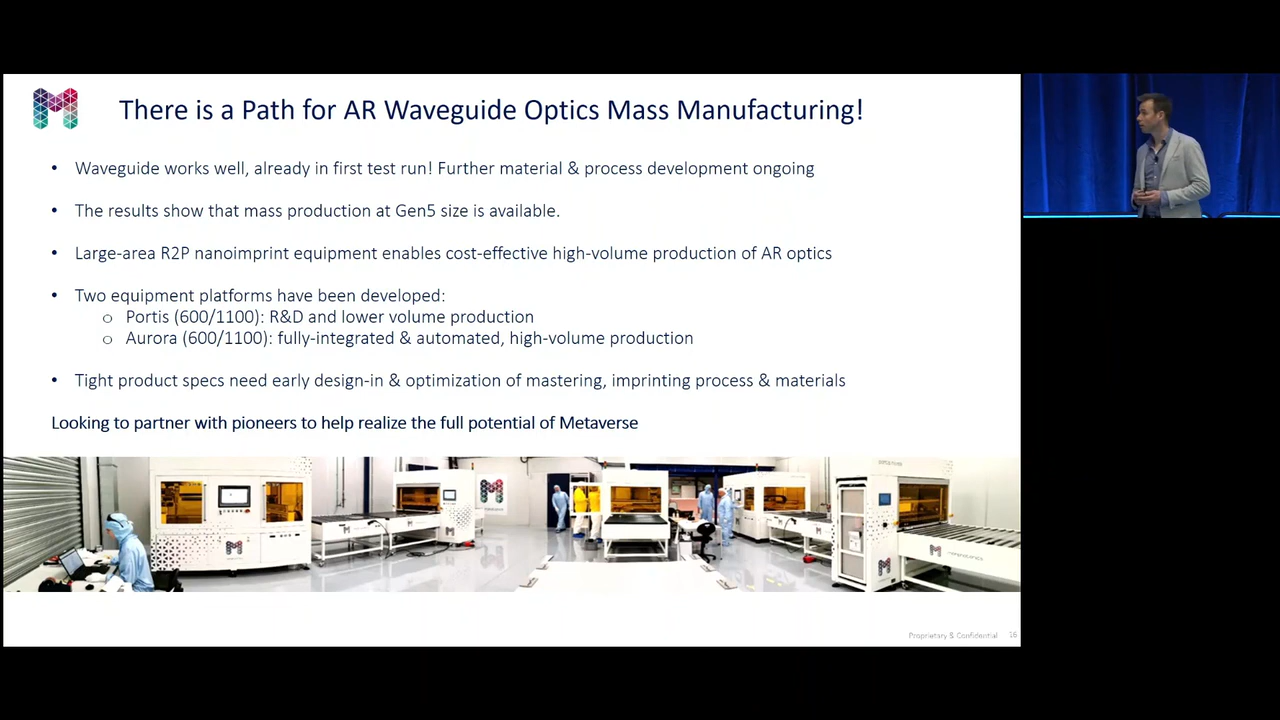 There is a Path for AR Waveguide Optics Mass Manufacturing!
• Waveguide works well, already in first test run! Further material & process development ongoing
• The results show that mass production at Gen5 size is available.
• Large-area R2P nanoimprint equipment enables cost-effective high-volume production of AR optics
• Two equipment platforms have been developed:
o Portis (600/1100): R&D and lower volume production
o Aurora (600/1100): fully-integrated & automated, high-volume production
• Tight product specs need early design-in & optimization of mastering, imprinting process & materials
Looking to partner with pioneers to help realize the full potential of Metaverse
Proprietary & Confidential 16